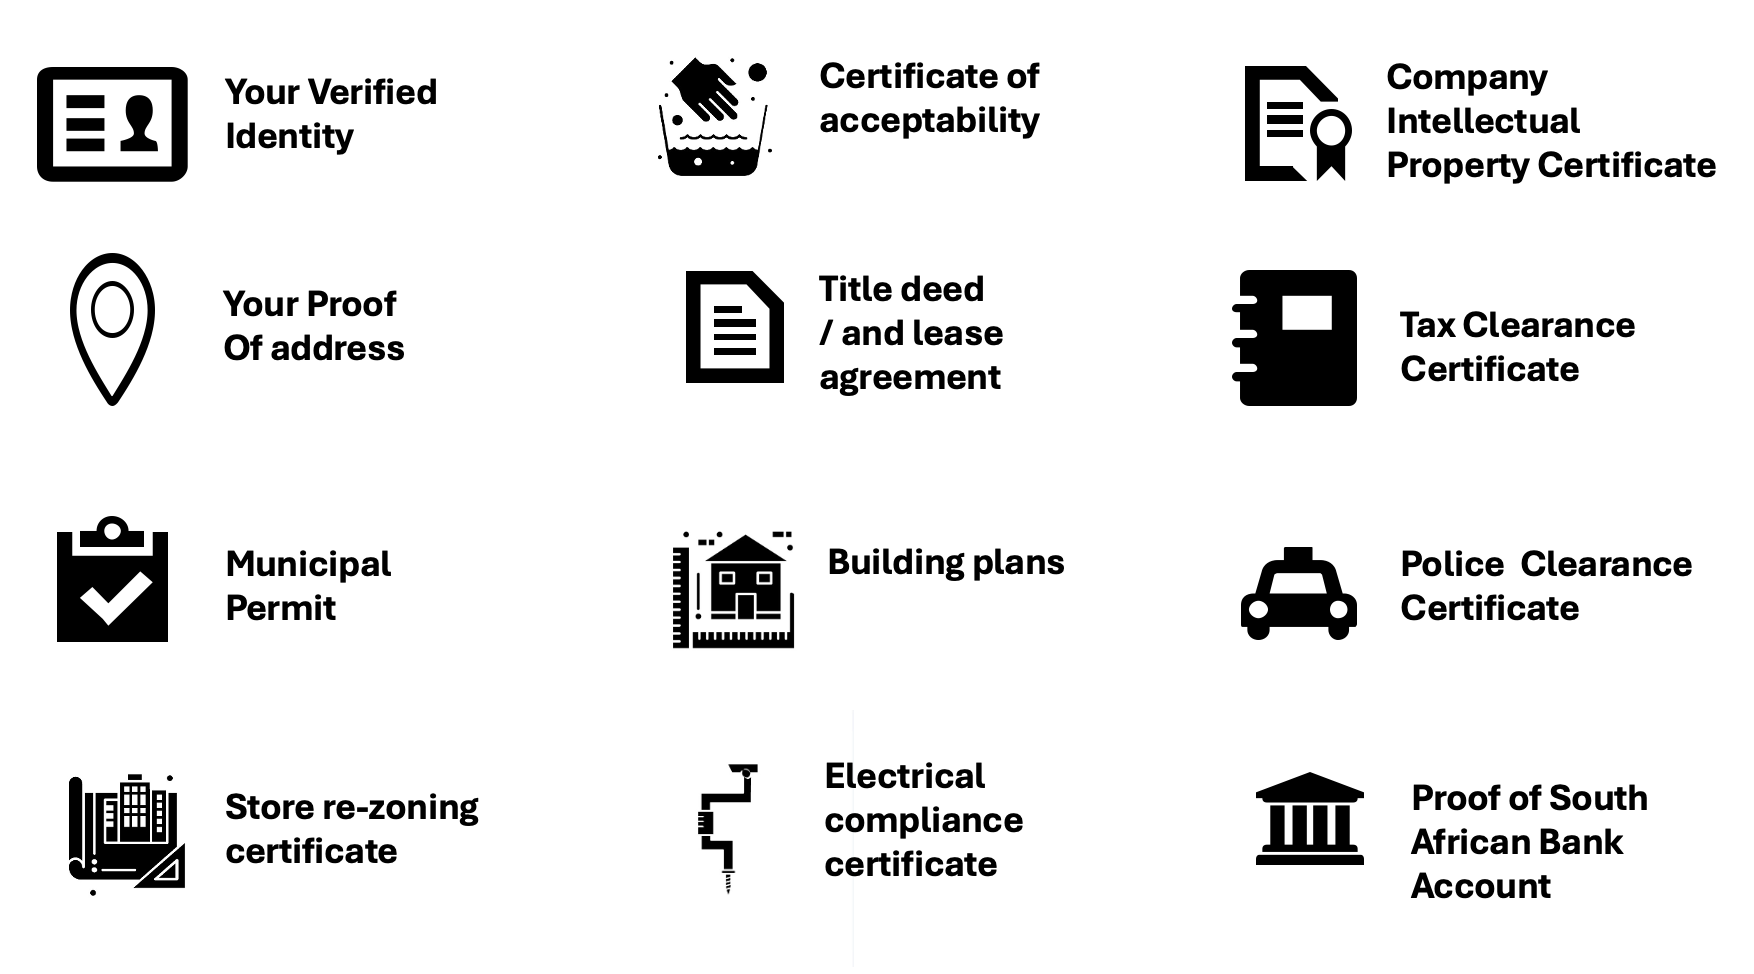 Your Verified
Identity
Certificate of
acceptability
Company
Intellectual
Property Certificate
Your Proof
Of address
Title deed
/ and lease
agreement
Tax Clearance
Certificate
Municipal
Permit
Building plans
Police  Clearance
Certificate
Store re-zoning
certificate
Electrical
compliance
certificate
Proof of South
African Bank
Account